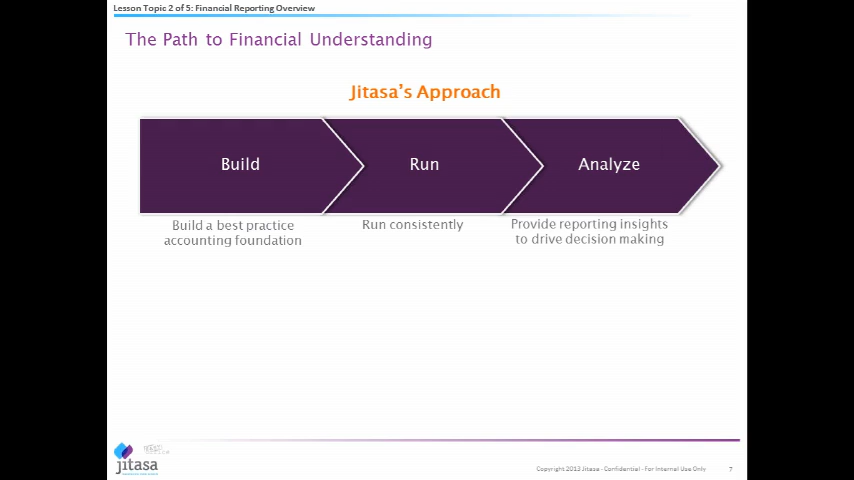 Lesson Topic 2 of 5: Financial Reporting Overview
The Path to Financial Understanding
Jitasa's Approach
Build
Run
Analyze
Build a best practice
accounting foundation
Run consistently
Provide reporting insights
to drive decision making
jitasa
Copyright 2013 Jitasa - Confidential - For Internal Use Only
7